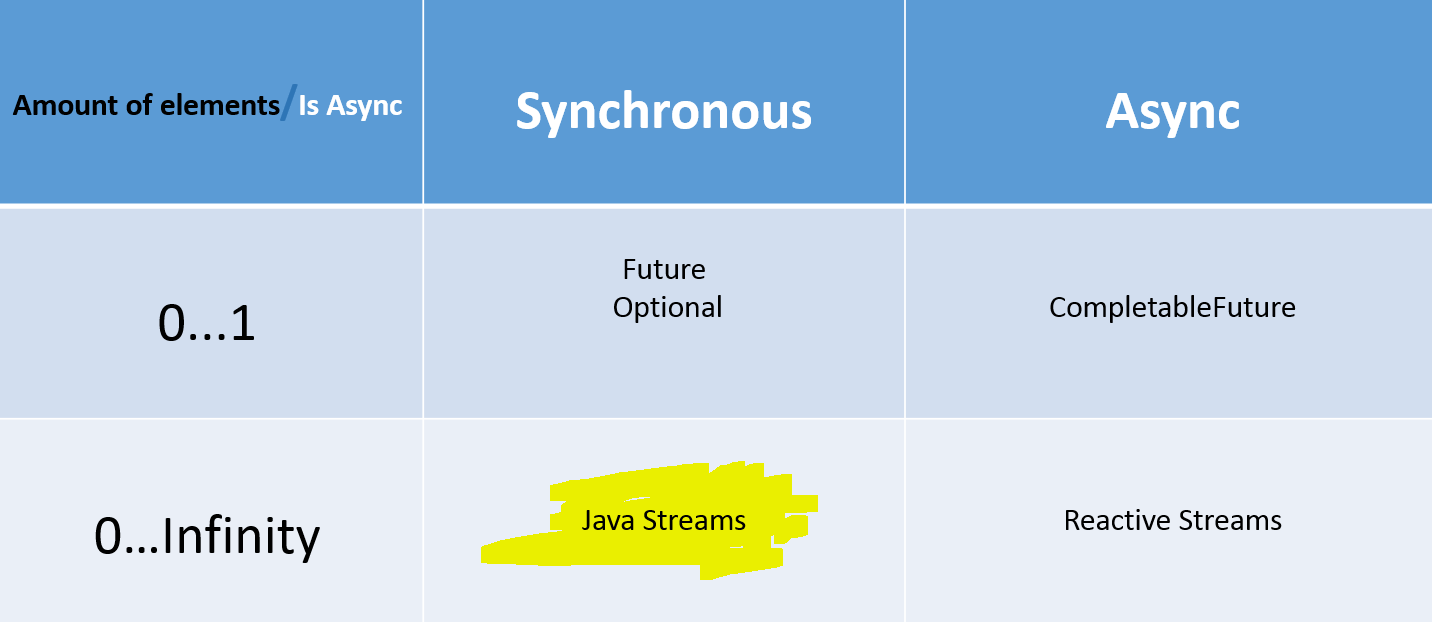 Amount of elements/Is Async
Synchronous
Async
0...1
Future
Optional
CompletableFuture
0...Infinity
Java Streams
Reactive Streams